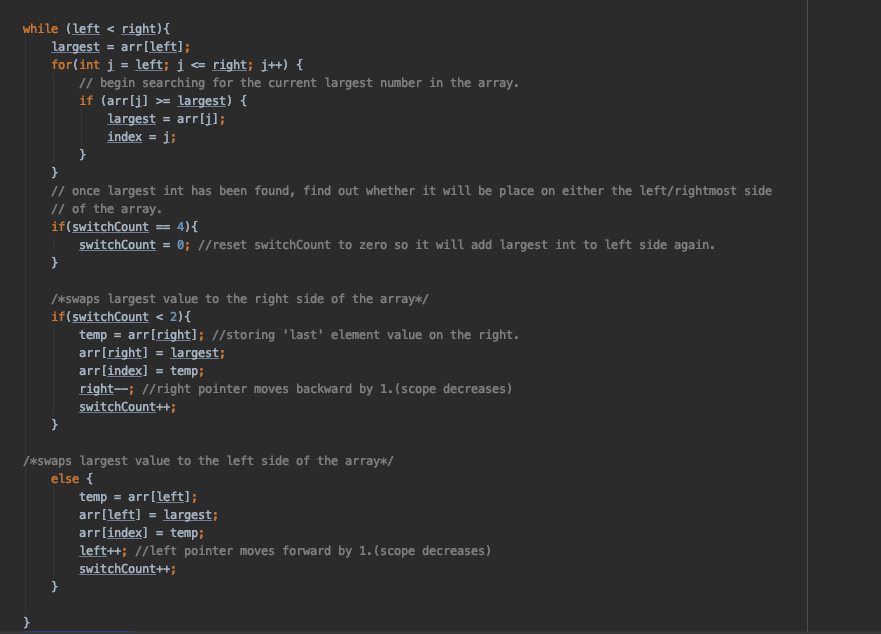 while (left < right){
    largest = arr[left];
    for(int j = left; j <= right; j++) {
        // begin searching for the current largest number in the array.
        if (arr[j] >= largest) {
            largest = arr[j];
            index = j;
        }
    }
    // once largest int has been found, find out whether it will be place on either the left/rightmost side
    // of the array.
    if(switchCount == 4){
        switchCount = 0; //reset switchCount to zero so it will add largest int to left side again.
    }

    /*swaps largest value to the right side of the array*/
    if(switchCount < 2){
        temp = arr[right]; //storing 'last' element value on the right.
        arr[right] = largest;
        arr[index] = temp;
        right--; //right pointer moves backward by 1.(scope decreases)
        switchCount++;
    }

/*swaps largest value to the left side of the array*/
    else {
        temp = arr[left];
        arr[left] = largest;
        arr[index] = temp;
        left++; //left pointer moves forward by 1.(scope decreases)
        switchCount++;
    }

}